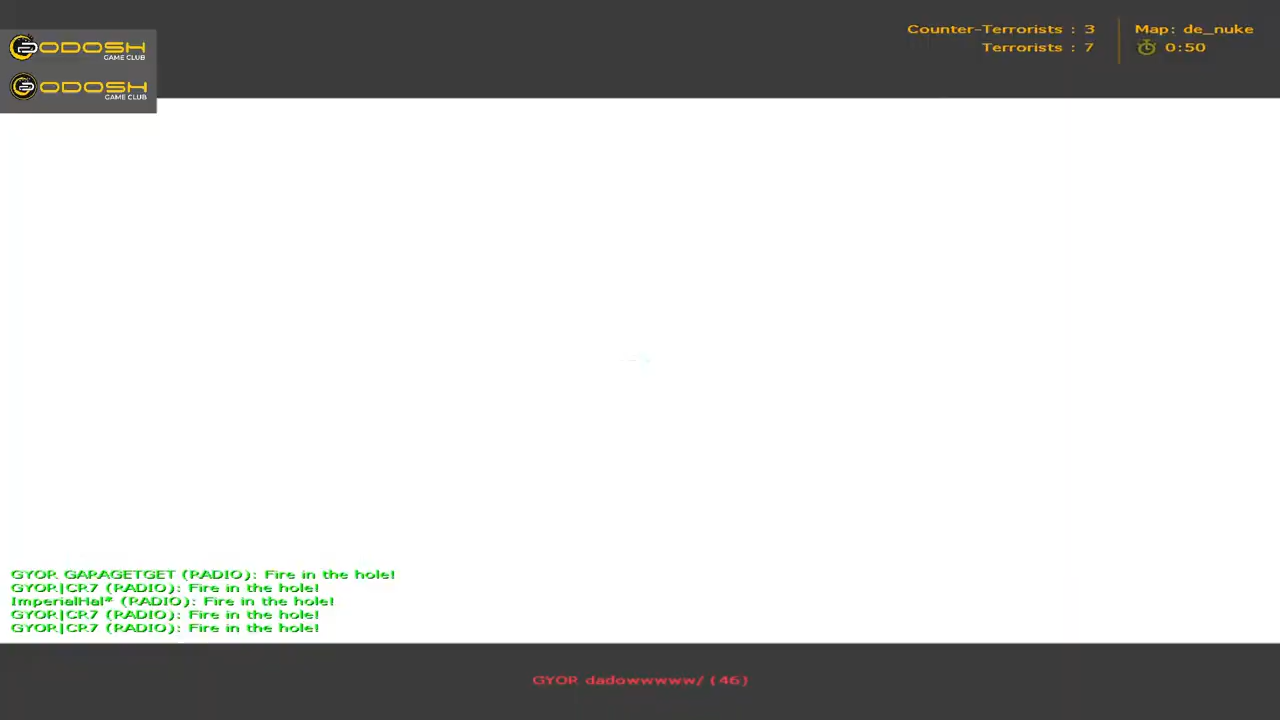 ODOSH
GAME CLUB
ODOSH
GAME CLUB
Counter-Terrorists : 3
Terrorists : 7
Map: de_nuke
0:50
GYOR GARAGETGET (RADIO): Fire in the hole!
GYOR|CR7 (RADIO): Fire in the hole!
ImperialHal* (RADIO): Fire in the hole!
GYOR|CR7 (RADIO): Fire in the hole!
GYOR|CR7 (RADIO): Fire in the hole!
GYOR dadowwwww/ (46)